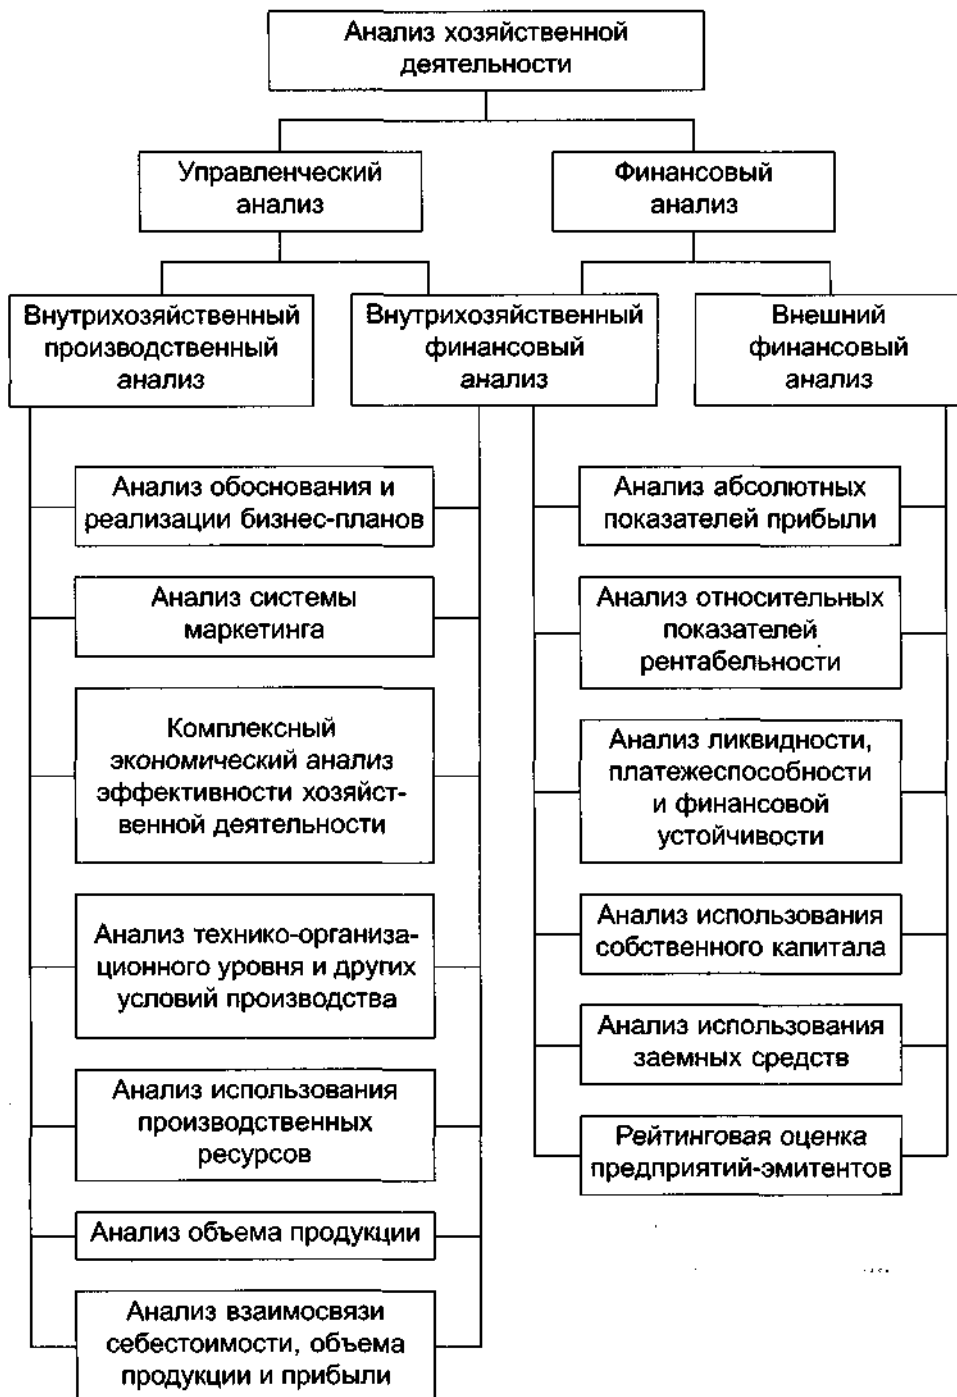 Анализ хозяйственной
деятельности
Управленческий
анализ
Финансовый
анализ
Внутрихозяйственный
производственный
анализ
Внутрихозяйственный
финансовый
анализ
Внешний
финансовый
анализ
Анализ обоснования и
реализации бизнес-планов
Анализ системы
маркетинга
Комплексный
экономический анализ
эффективности хозяйст-
венной деятельности
Анализ технико-организа-
ционного уровня и других
условий производства
Анализ использования
производственных
ресурсов
Анализ объема продукции
Анализ взаимосвязи
себестоимости, объема
продукции и прибыли
Анализ абсолютных
показателей прибыли
Анализ относительных
показателей
рентабельности
Анализ ликвидности,
платежеспособности
и финансовой
устойчивости
Анализ использования
собственного капитала
Анализ использования
заемных средств
Рейтинговая оценка
предприятий-эмитентов